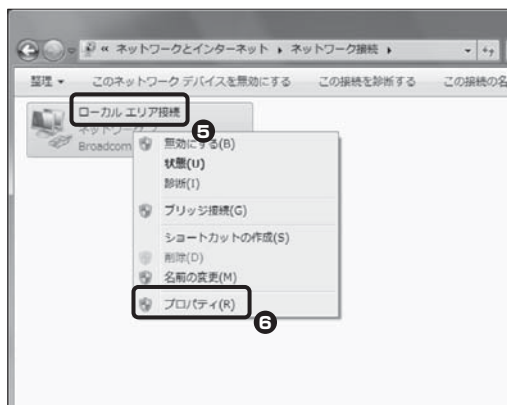 « ネットワークとインターネット ▸ ネットワーク接続 ▸
整理 ▼ このネットワーク デバイスを無効にする この接続を診断する この接続の名
ローカル エリア接続
ネットワーク 2
Broadcom
❺
無効にする(B)
状態(U)
診断(I)
ブリッジ接続(G)
ショートカットの作成(S)
削除(D)
名前の変更(M)
プロパティ(R)
❻